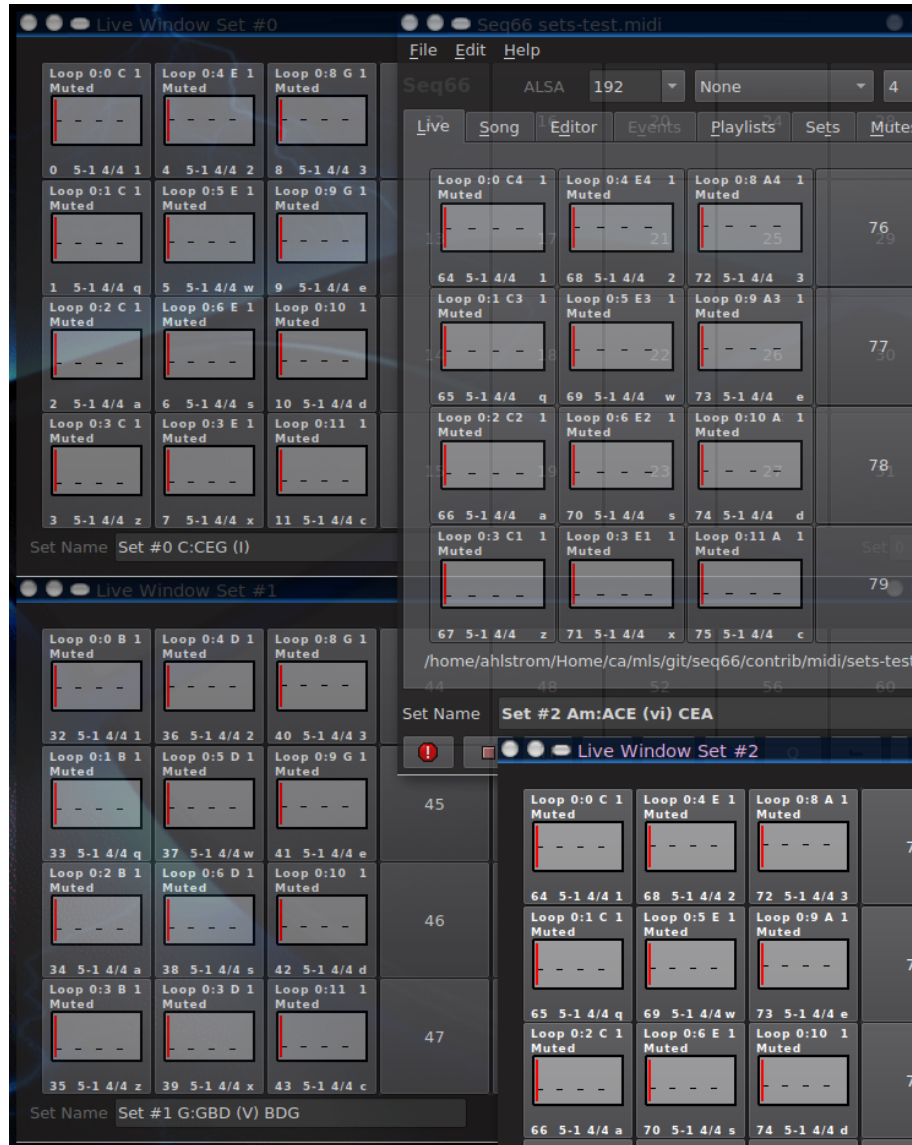 Live Window Set #0
Loop 0:0 C 1 Loop 0:4 E 1 Loop 0:8 G 1
Muted Muted Muted
0 5-1 4/4 1 4 5-1 4/4 2 8 5-1 4/4 3
Loop 0:1 C 1 Loop 0:5 E 1 Loop 0:9 G 1
Muted Muted Muted
1 5-1 4/4 q 5 5-1 4/4 w 9 5-1 4/4 e
Loop 0:2 C 1 Loop 0:6 E 1 Loop 0:10 1
Muted Muted Muted
2 5-1 4/4 a 6 5-1 4/4 s 10 5-1 4/4 d
Loop 0:3 C 1 Loop 0:3 E 1 Loop 0:11 1
Muted Muted Muted
3 5-1 4/4 z 7 5-1 4/4 x 11 5-1 4/4 c
Set Name Set #0 C:CEG (I)
Seq66 sets-test.midi
File Edit Help
Seq66 ALSA 192 None 4
Live Song Editor Events Playlists Sets Mutes
Loop 0:0 C4 1 Loop 0:4 E4 1 Loop 0:8 A4 1
Muted Muted Muted
76
64 5-1 4/4 1 68 5-1 4/4 2 72 5-1 4/4 3
Loop 0:1 C3 1 Loop 0:5 E3 1 Loop 0:9 A3 1
Muted Muted Muted
77
65 5-1 4/4 q 69 5-1 4/4 w 73 5-1 4/4 e
Loop 0:2 C2 1 Loop 0:6 E2 1 Loop 0:10 A 1
Muted Muted Muted
78
66 5-1 4/4 a 70 5-1 4/4 s 74 5-1 4/4 d
Loop 0:3 C1 1 Loop 0:3 E1 1 Loop 0:11 A 1
Muted Muted Muted
79
67 5-1 4/4 z 71 5-1 4/4 x 75 5-1 4/4 c
/home/ahlstrom/Home/ca/mls/git/seq66/contrib/midi/sets-test
Set Name Set #2 Am:ACE (vi) CEA
Live Window Set #1
Loop 0:0 B 1 Loop 0:4 D 1 Loop 0:8 G 1
Muted Muted Muted
44 48 52 56 60
32 5-1 4/4 1 36 5-1 4/4 2 40 5-1 4/4 3
Loop 0:1 B 1 Loop 0:5 D 1 Loop 0:9 G 1
Muted Muted Muted
45
33 5-1 4/4 q 37 5-1 4/4 w 41 5-1 4/4 e
Loop 0:2 B 1 Loop 0:6 D 1 Loop 0:10 1
Muted Muted Muted
46
34 5-1 4/4 a 38 5-1 4/4 s 42 5-1 4/4 d
Loop 0:3 B 1 Loop 0:3 D 1 Loop 0:11 1
Muted Muted Muted
47
35 5-1 4/4 z 39 5-1 4/4 x 43 5-1 4/4 c
Set Name Set #1 G:GBD (V) BDG
Live Window Set #2
Loop 0:0 C 1 Loop 0:4 E 1 Loop 0:8 A 1
Muted Muted Muted
64 5-1 4/4 1 68 5-1 4/4 2 72 5-1 4/4 3
Loop 0:1 C 1 Loop 0:5 E 1 Loop 0:9 A 1
Muted Muted Muted
65 5-1 4/4 q 69 5-1 4/4 w 73 5-1 4/4 e
Loop 0:2 C 1 Loop 0:6 E 1 Loop 0:10 1
Muted Muted Muted
66 5-1 4/4 a 70 5-1 4/4 s 74 5-1 4/4 d